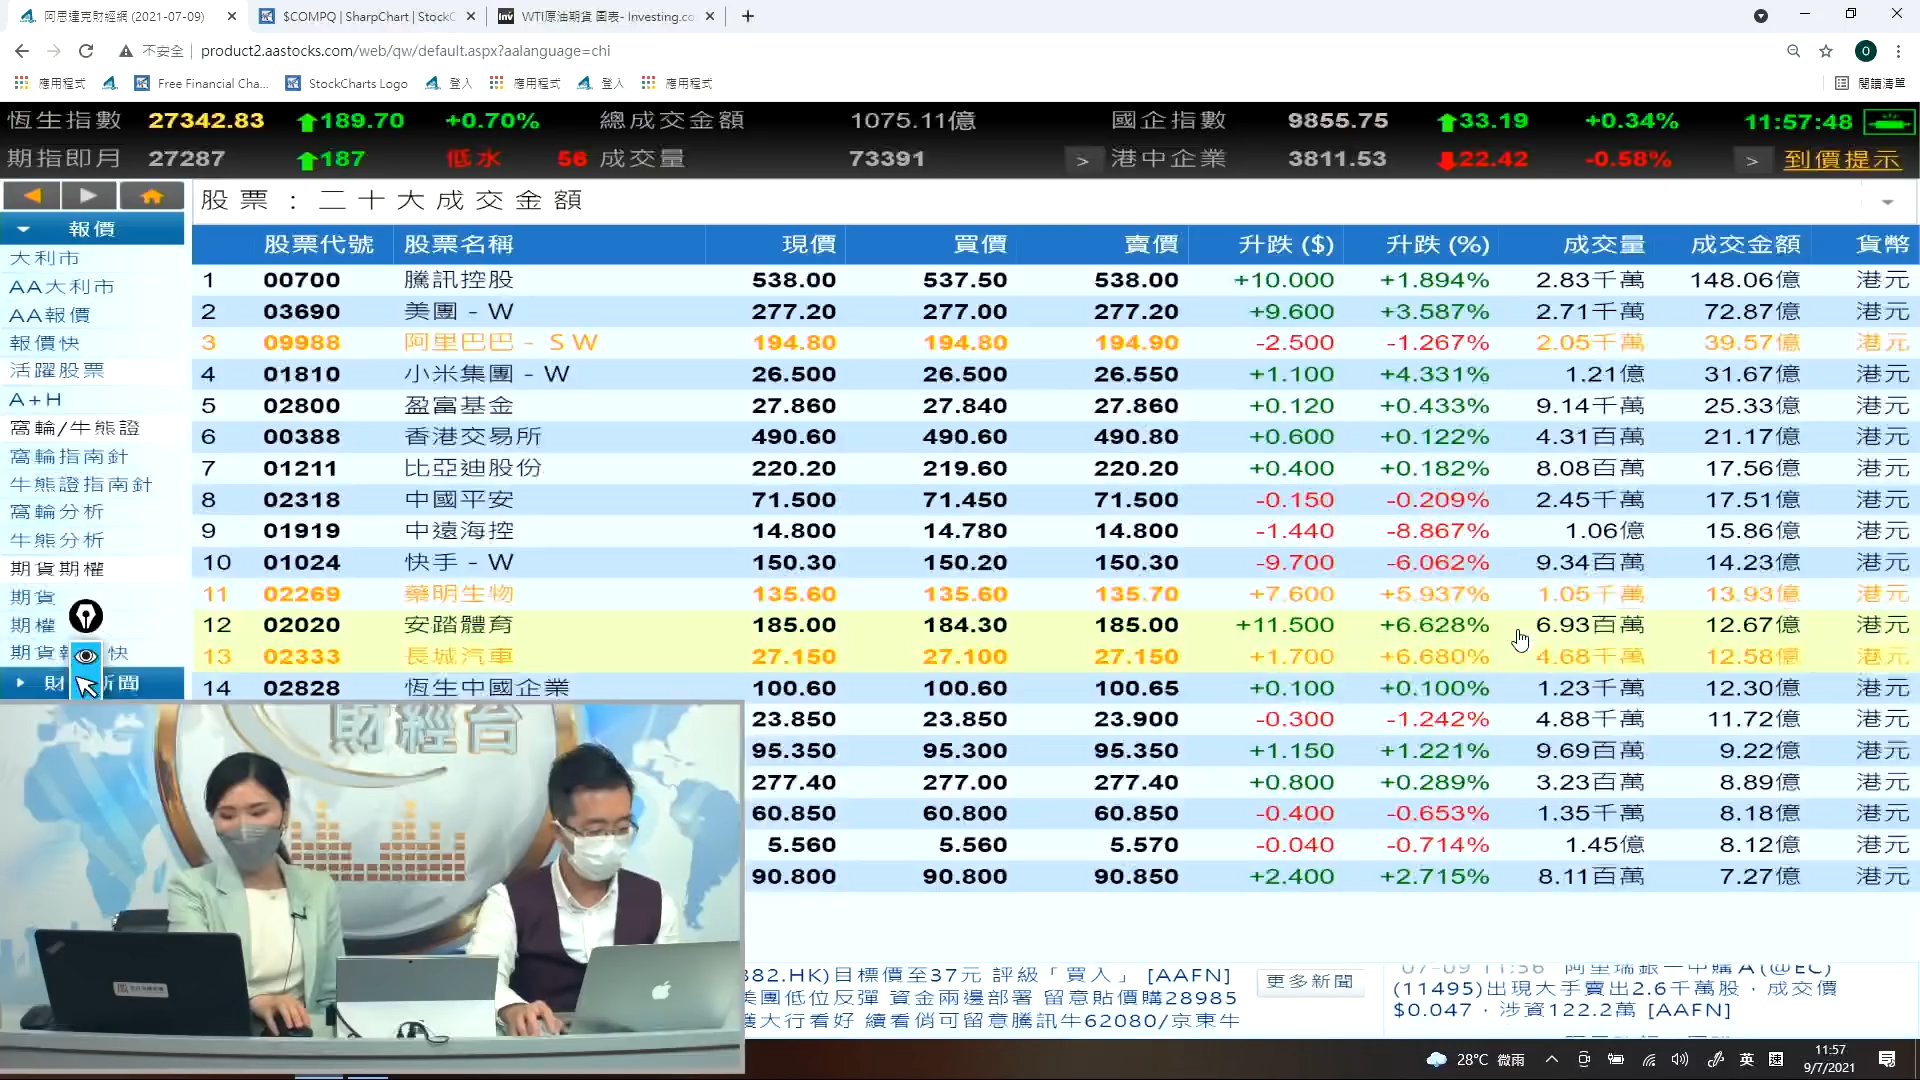 阿思達克財經網 (2021-07-09)
$COMPQ | SharpChart | StockC
WTI原油期貨 圖表- Investing.co
不安全
product2.aastocks.com/web/qw/default.aspx?aalanguage=chi
應用程式
Free Financial Cha...
StockCharts Logo
登入
應用程式
登入
應用程式
閱讀清單
恆生指數 27342.83 189.70 +0.70% 總成交金額 1075.11億 國企指數 9855.75 33.19 +0.34% 11:57:48
期指即月 27287 187 低水 56 成交量 73391 > 港中企業 3811.53 22.42 -0.58% > 到價提示
股票：二十大成交金額
報價
大利市
AA大利市
AA報價
報價快
活躍股票
A+H
窩輪/牛熊證
窩輪指南針
牛熊證指南針
窩輪分析
牛熊分析
期貨期權
期貨
期權
期貨 快
財 新聞
股票代號 股票名稱 現價 買價 賣價 升跌 ($) 升跌 (%) 成交量 成交金額 貨幣
1 00700 騰訊控股 538.00 537.50 538.00 +10.000 +1.894% 2.83千萬 148.06億 港元
2 03690 美團 - W 277.20 277.00 277.20 +9.600 +3.587% 2.71千萬 72.87億 港元
3 09988 阿里巴巴 - SW 194.80 194.80 194.90 -2.500 -1.267% 2.05千萬 39.57億 港元
4 01810 小米集團 - W 26.500 26.500 26.550 +1.100 +4.331% 1.21億 31.67億 港元
5 02800 盈富基金 27.860 27.840 27.860 +0.120 +0.433% 9.14千萬 25.33億 港元
6 00388 香港交易所 490.60 490.60 490.80 +0.600 +0.122% 4.31百萬 21.17億 港元
7 01211 比亞迪股份 220.20 219.60 220.20 +0.400 +0.182% 8.08百萬 17.56億 港元
8 02318 中國平安 71.500 71.450 71.500 -0.150 -0.209% 2.45千萬 17.51億 港元
9 01919 中遠海控 14.800 14.780 14.800 -1.440 -8.867% 1.06億 15.86億 港元
10 01024 快手 - W 150.30 150.20 150.30 -9.700 -6.062% 9.34百萬 14.23億 港元
11 02269 藥明生物 135.60 135.60 135.70 +7.600 +5.937% 1.05千萬 13.93億 港元
12 02020 安踏體育 185.00 184.30 185.00 +11.500 +6.628% 6.93百萬 12.67億 港元
13 02333 長城汽車 27.150 27.100 27.150 +1.700 +6.680% 4.68千萬 12.58億 港元
14 02828 恆生中國企業 100.60 100.60 100.65 +0.100 +0.100% 1.23千萬 12.30億 港元
23.850 23.850 23.900 -0.300 -1.242% 4.88千萬 11.72億 港元
95.350 95.300 95.350 +1.150 +1.221% 9.69百萬 9.22億 港元
277.40 277.00 277.40 +0.800 +0.289% 3.23百萬 8.89億 港元
60.850 60.800 60.850 -0.400 -0.653% 1.35千萬 8.18億 港元
5.560 5.560 5.570 -0.040 -0.714% 1.45億 8.12億 港元
90.800 90.800 90.850 +2.400 +2.715% 8.11百萬 7.27億 港元
財經台
382.HK)目標價至37元 評級「買入」 [AAFN]
美團低位反彈 資金兩邊部署 留意貼價購28985
大行看好 續看俏可留意騰訊牛62080/京東牛
更多新聞
07-09 11:56 阿里瑞銀一甲購A(@EC)
(11495)出現大手賣出2.6千萬股，成交價
$0.047，涉資122.2萬 [AAFN]
28°C 微雨
英
11:57
9/7/2021